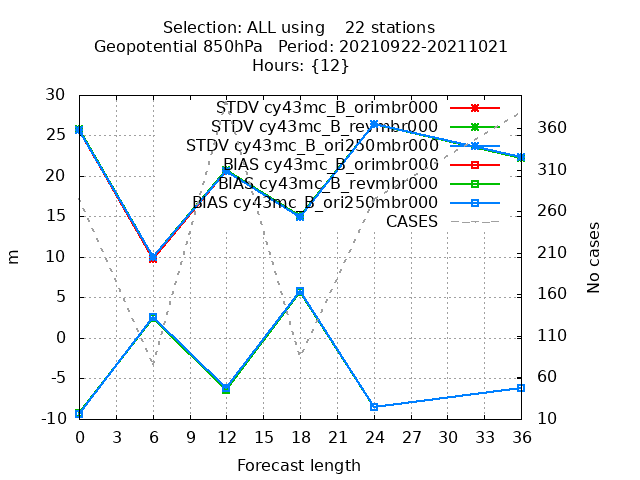 Selection: ALL using 22 stations
Geopotential 850hPa Period: 20210922-20211021
Hours: {12}
STDV cy43mc_B_orimbr000
STDV cy43mc_B_revmbr000
STDV cy43mc_B_ori250mbr000
BIAS cy43mc_B_orimbr000
BIAS cy43mc_B_revmbr000
BIAS cy43mc_B_ori250mbr000
CASES
30
25
20
15
10
5
0
-5
-10
m
360
310
260
210
160
110
60
10
No cases
0 3 6 9 12 15 18 21 24 27 30 33 36
Forecast length